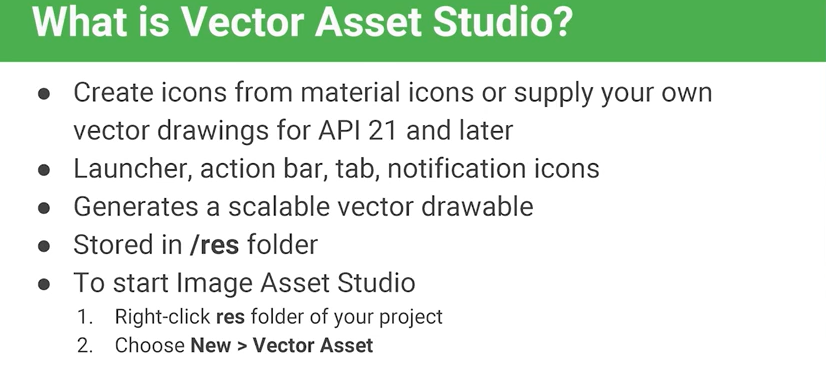 What is Vector Asset Studio?
● Create icons from material icons or supply your own
vector drawings for API 21 and later
● Launcher, action bar, tab, notification icons
● Generates a scalable vector drawable
● Stored in /res folder
● To start Image Asset Studio
1. Right-click res folder of your project
2. Choose New > Vector Asset